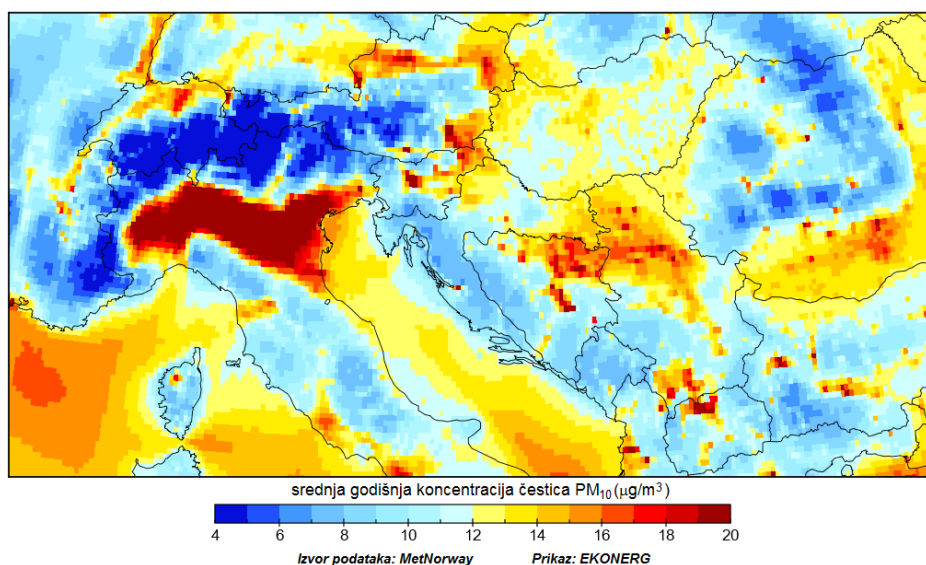 srednja godišnja koncentracija čestica PM₁₀ (μg/m³)
4 6 8 10 12 14 16 18 20
Izvor podataka: MetNorway Prikaz: EKONERG